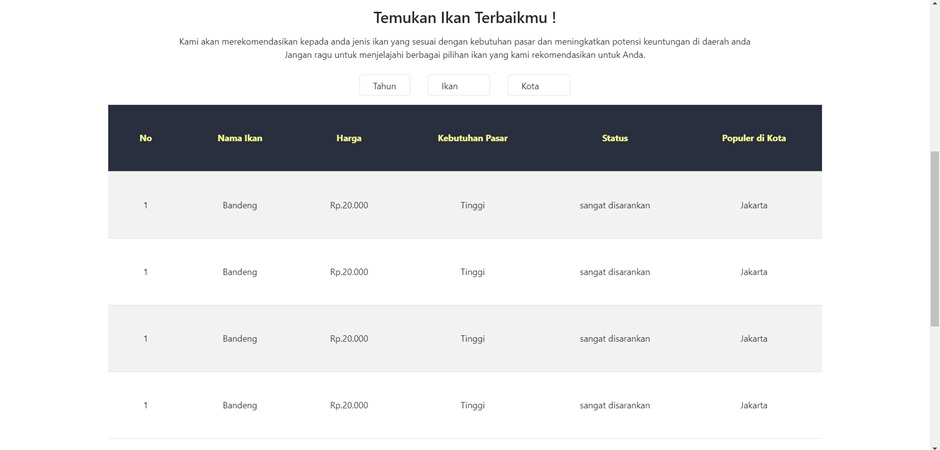 Temukan Ikan Terbaikmu !
Kami akan merekomendasikan kepada anda jenis ikan yang sesuai dengan kebutuhan pasar dan meningkatkan potensi keuntungan di daerah anda
Jangan ragu untuk menjelajahi berbagai pilihan ikan yang kami rekomendasikan untuk Anda.
Tahun Ikan Kota
No Nama Ikan Harga Kebutuhan Pasar Status Populer di Kota
1 Bandeng Rp.20.000 Tinggi sangat disarankan Jakarta
1 Bandeng Rp.20.000 Tinggi sangat disarankan Jakarta
1 Bandeng Rp.20.000 Tinggi sangat disarankan Jakarta
1 Bandeng Rp.20.000 Tinggi sangat disarankan Jakarta